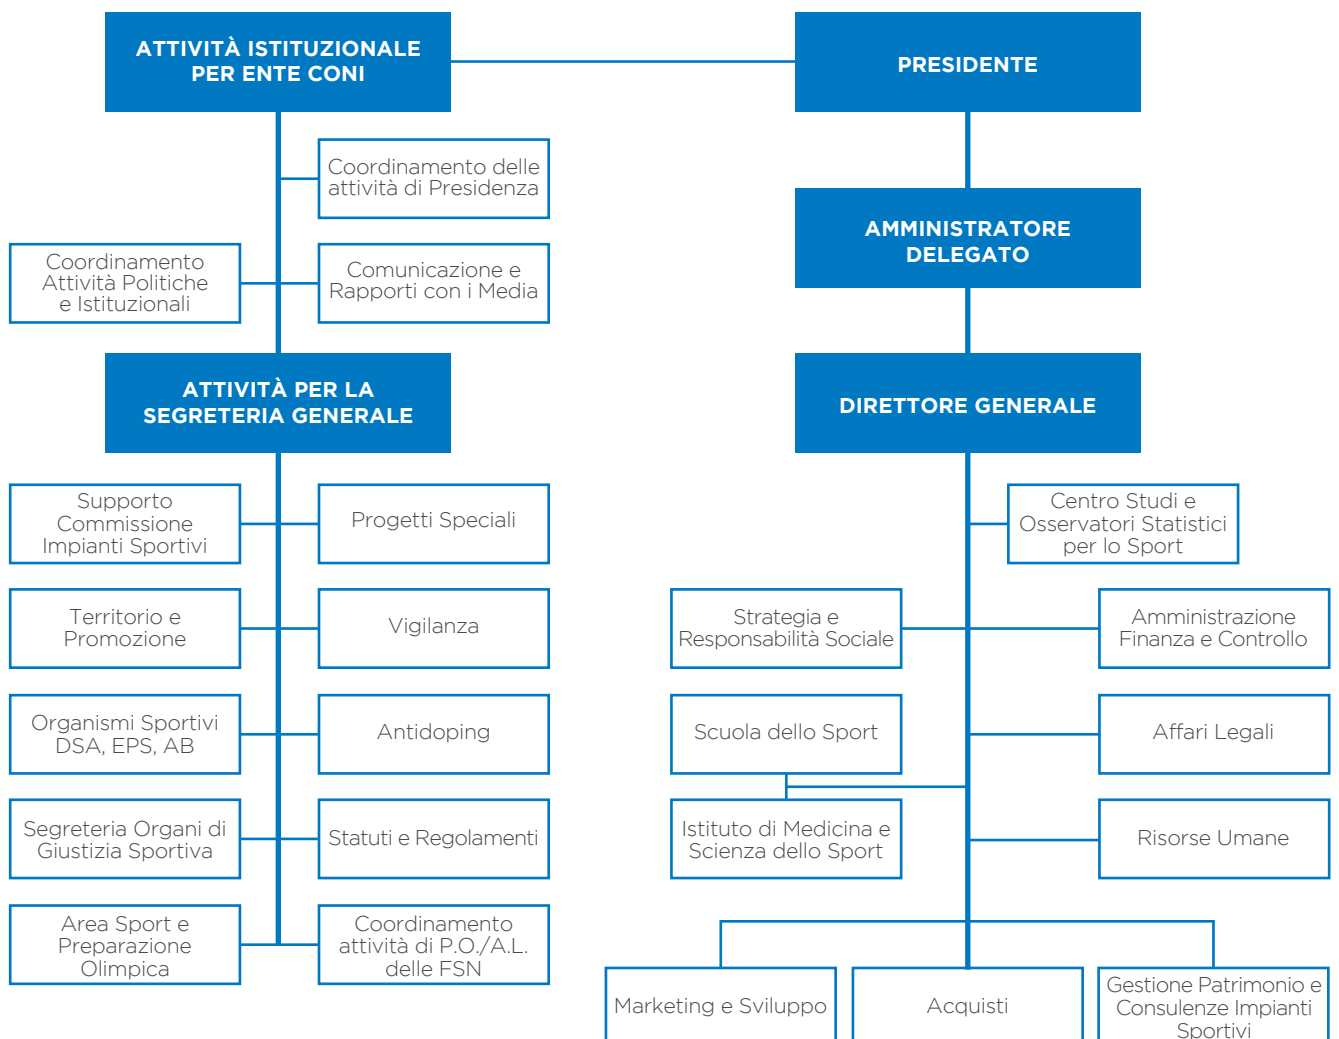 ATTIVITÀ ISTITUZIONALE
PER ENTE CONI
PRESIDENTE
Coordinamento delle
attività di Presidenza
Coordinamento
Attività Politiche
e Istituzionali
Comunicazione e
Rapporti con i Media
AMMINISTRATORE
DELEGATO
ATTIVITÀ PER LA
SEGRETERIA GENERALE
DIRETTORE GENERALE
Supporto
Commissione
Impianti Sportivi
Progetti Speciali
Centro Studi e
Osservatori Statistici
per lo Sport
Territorio e
Promozione
Vigilanza
Strategia e
Responsabilità Sociale
Amministrazione
Finanza e Controllo
Organismi Sportivi
DSA, EPS, AB
Antidoping
Scuola dello Sport
Affari Legali
Segreteria Organi di
Giustizia Sportiva
Statuti e Regolamenti
Istituto di Medicina e
Scienza dello Sport
Risorse Umane
Area Sport e
Preparazione
Olimpica
Coordinamento
attività di P.O./A.L.
delle FSN
Marketing e Sviluppo
Acquisti
Gestione Patrimonio e
Consulenze Impianti
Sportivi